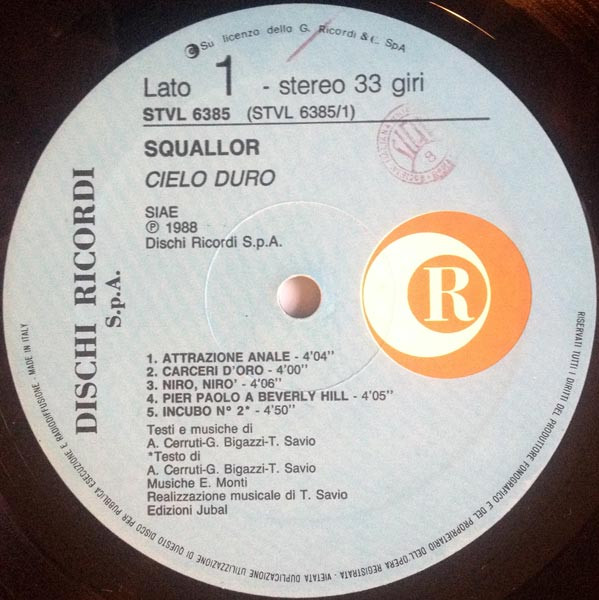 Su licenza della G. Ricordi & C. SpA
Lato 1 - stereo 33 giri
STVL 6385 (STVL 6385/1)
SQUALLOR
CIELO DURO
SIAE
Ⓟ 1988
Dischi Ricordi S.p.A.
DISCHI RICORDI
S.p.A.
R
1. ATTRAZIONE ANALE - 4'04''
2. CARCERI D'ORO - 4'00''
3. NIRO, NIRO' - 4'06''
4. PIER PAOLO A BEVERLY HILL - 4'05''
5. INCUBO N° 2* - 4'50''
Testi e musiche di
A. Cerruti-G. Bigazzi-T. Savio
*Testo di
A. Cerruti-G. Bigazzi-T. Savio
Musiche E. Monti
Realizzazione musicale di T. Savio
Edizioni Jubal
RISERVATI TUTTI I DIRITTI DEL PRODUTTORE FONOGRAFICO E DEL PROPRIETARIO DELL'OPERA REGISTRATA - VIETATA DUPLICAZIONE UTILIZZAZIONE DI QUESTO DISCO PER PUBBLICA ESECUZIONE E RADIODIFFUSIONE - MADE IN ITALY